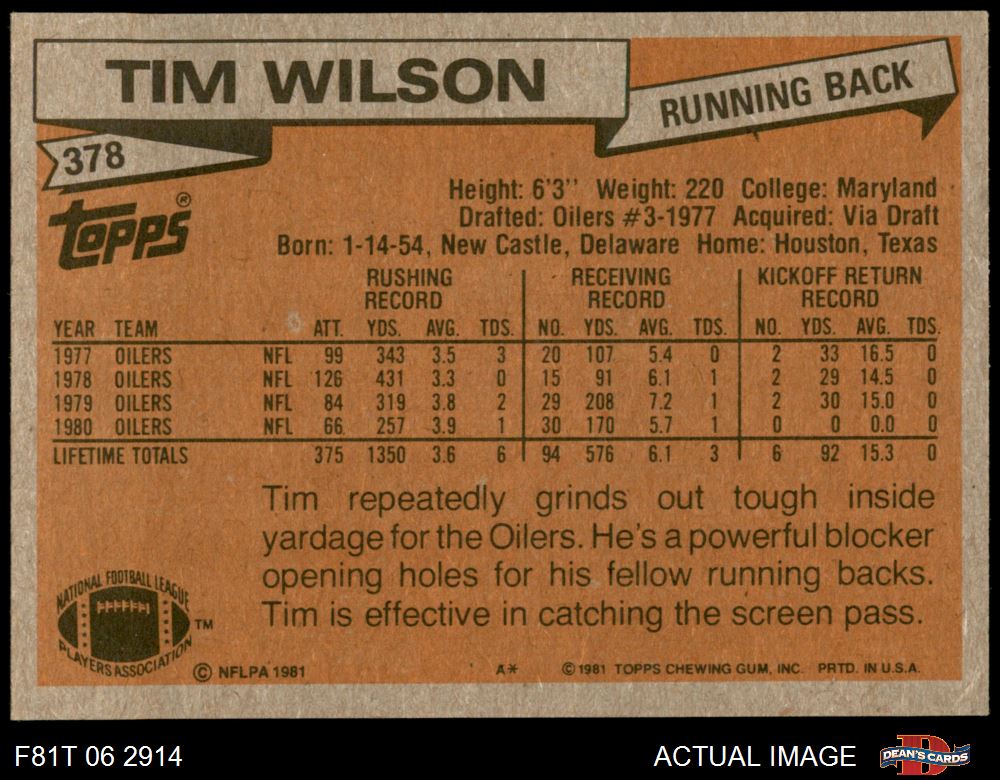 TIM WILSON
RUNNING BACK
378
TOPPS®
Height: 6'3'' Weight: 220 College: Maryland
Drafted: Oilers #3-1977 Acquired: Via Draft
Born: 1-14-54, New Castle, Delaware Home: Houston, Texas
RUSHING RECEIVING KICKOFF RETURN
RECORD RECORD RECORD
YEAR TEAM ATT. YDS. AVG. TDS. NO. YDS. AVG. TDS. NO. YDS. AVG. TDS.
1977 OILERS NFL 99 343 3.5 3 20 107 5.4 0 2 33 16.5 0
1978 OILERS NFL 126 431 3.3 0 15 91 6.1 1 2 29 14.5 0
1979 OILERS NFL 84 319 3.8 2 29 208 7.2 1 2 30 15.0 0
1980 OILERS NFL 66 257 3.9 1 30 170 5.7 1 0 0 0.0 0
LIFETIME TOTALS 375 1350 3.6 6 94 576 6.1 3 6 92 15.3 0
Tim repeatedly grinds out tough inside
yardage for the Oilers. He's a powerful blocker
opening holes for his fellow running backs.
Tim is effective in catching the screen pass.
NATIONAL FOOTBALL LEAGUE
PLAYERS ASSOCIATION
TM
© NFLPA 1981 A* © 1981 TOPPS CHEWING GUM, INC. PRTD. IN U.S.A.
F81T 06 2914 ACTUAL IMAGE D DEAN'S CARDS